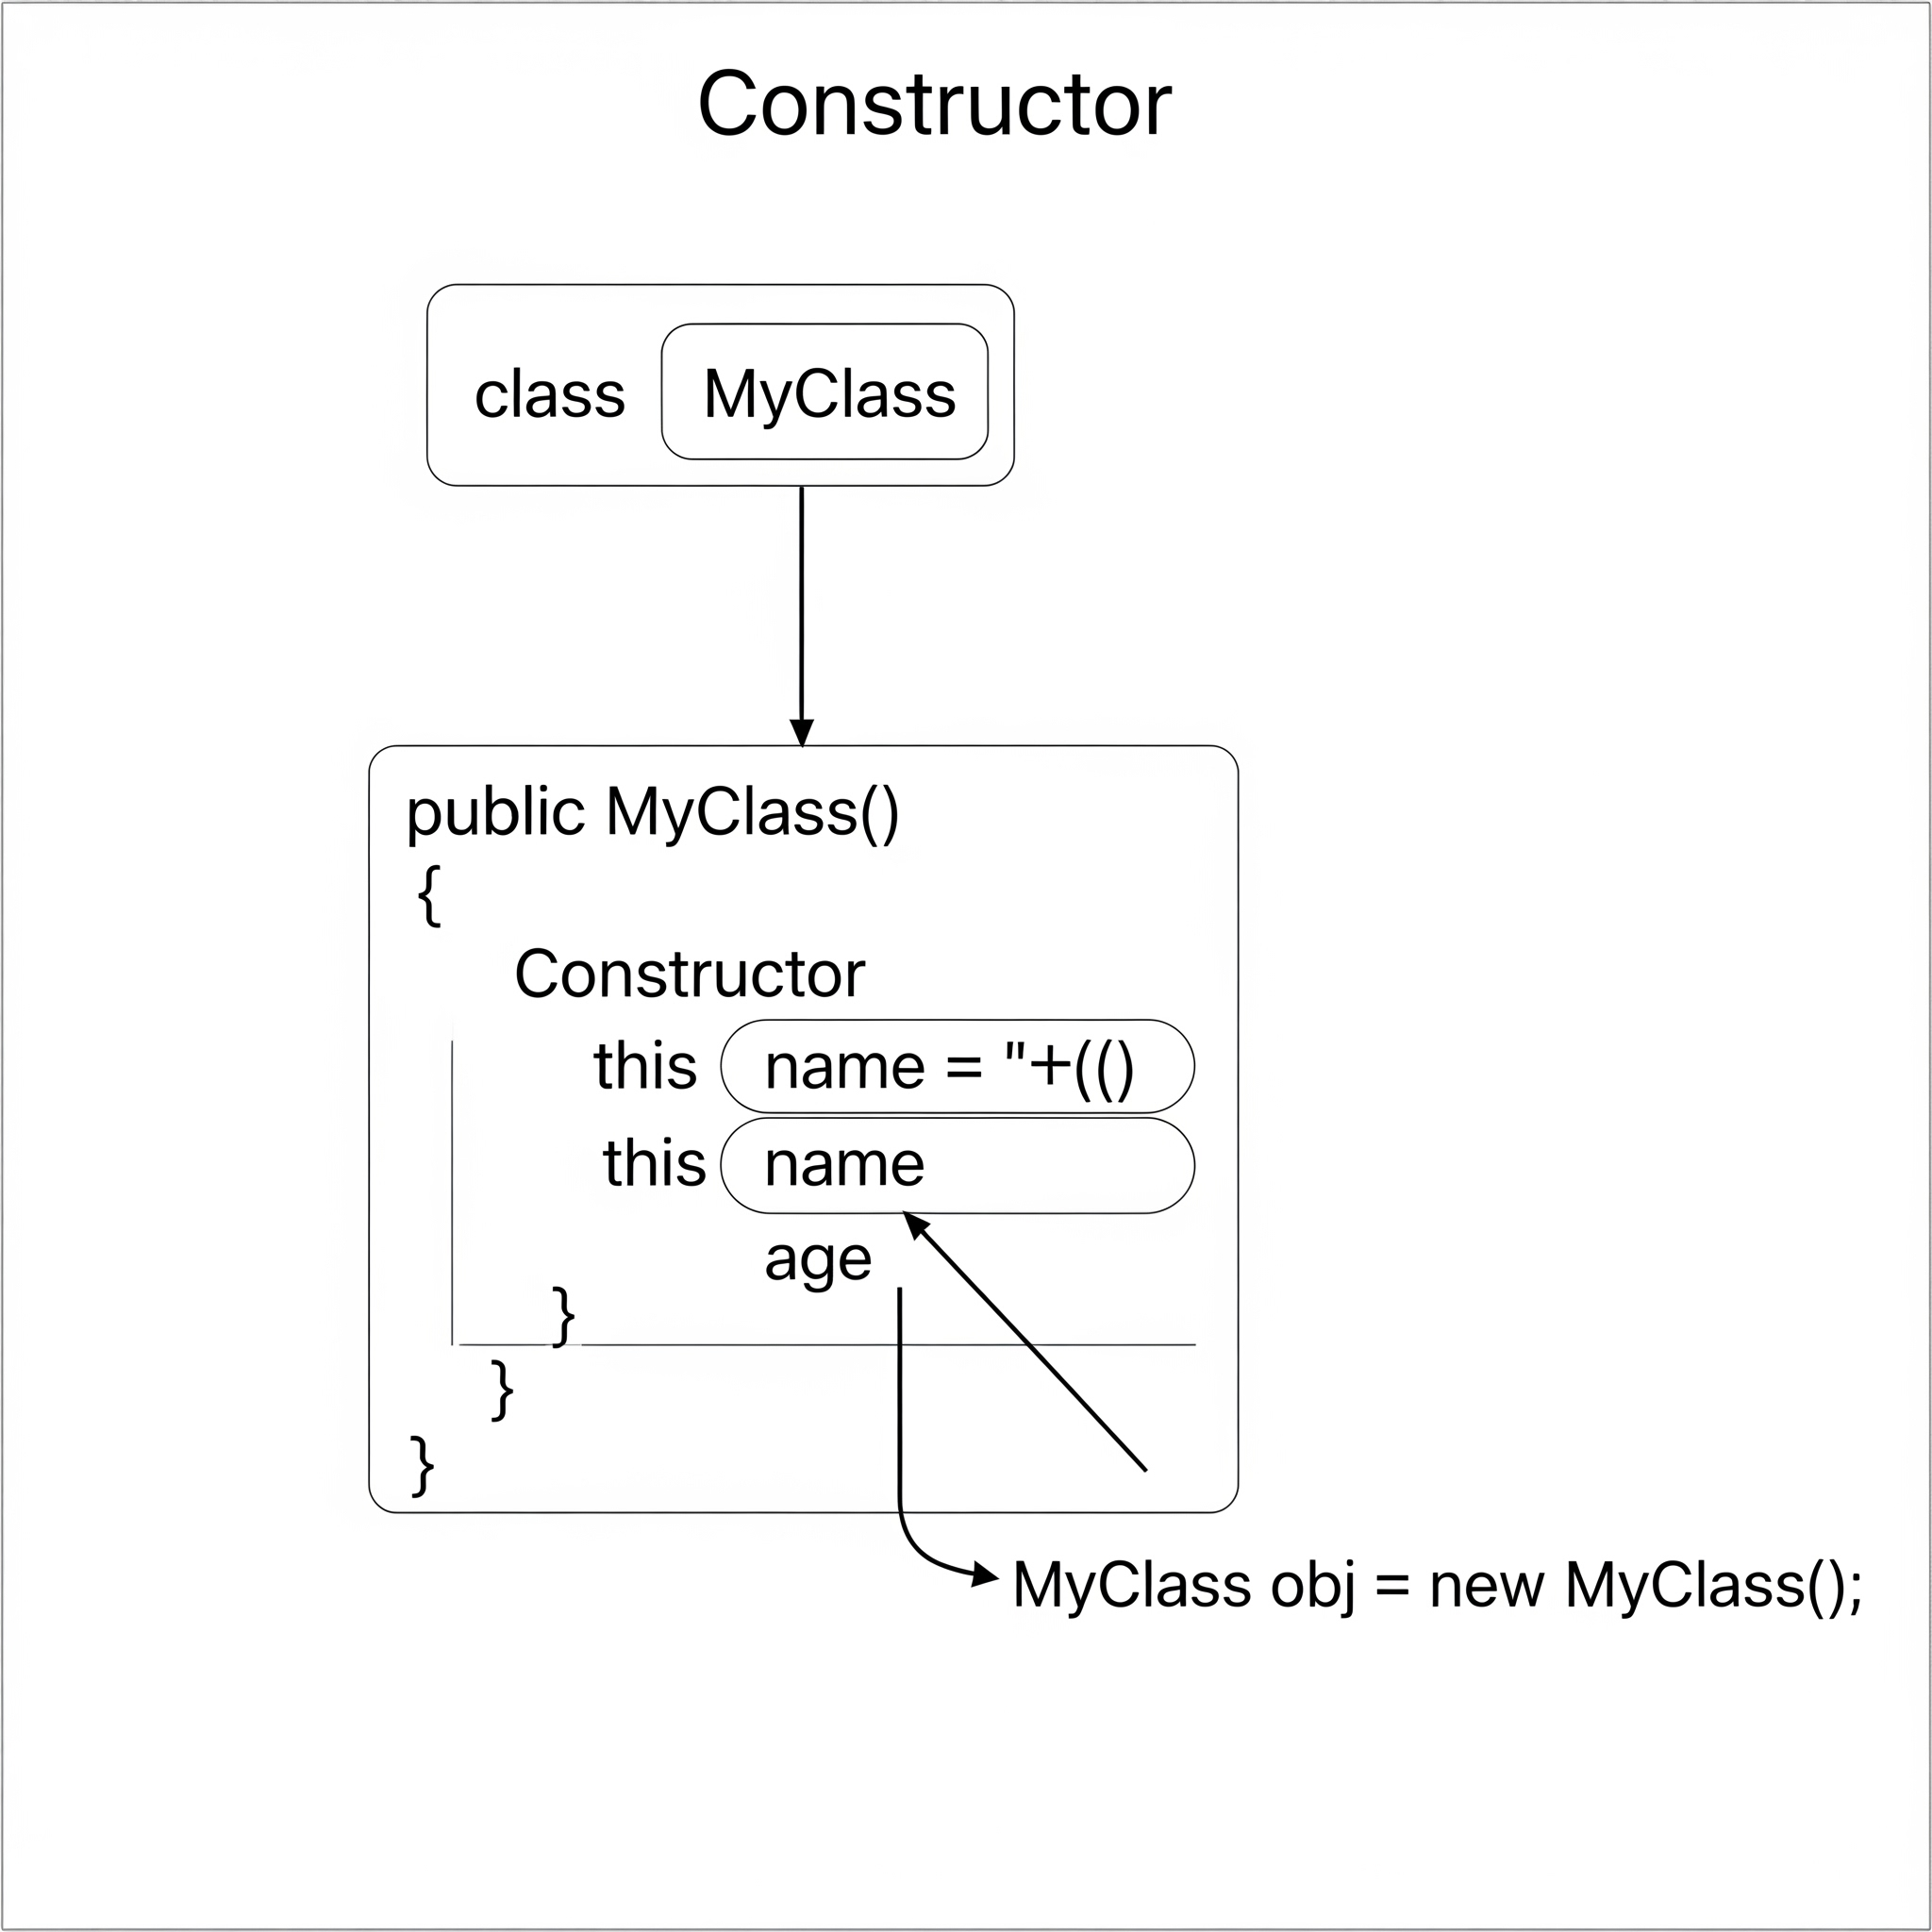 Constructor
class MyClass
public MyClass()
{
Constructor
this name = "+(()
this name
age
}
}
}
MyClass obj = new MyClass();